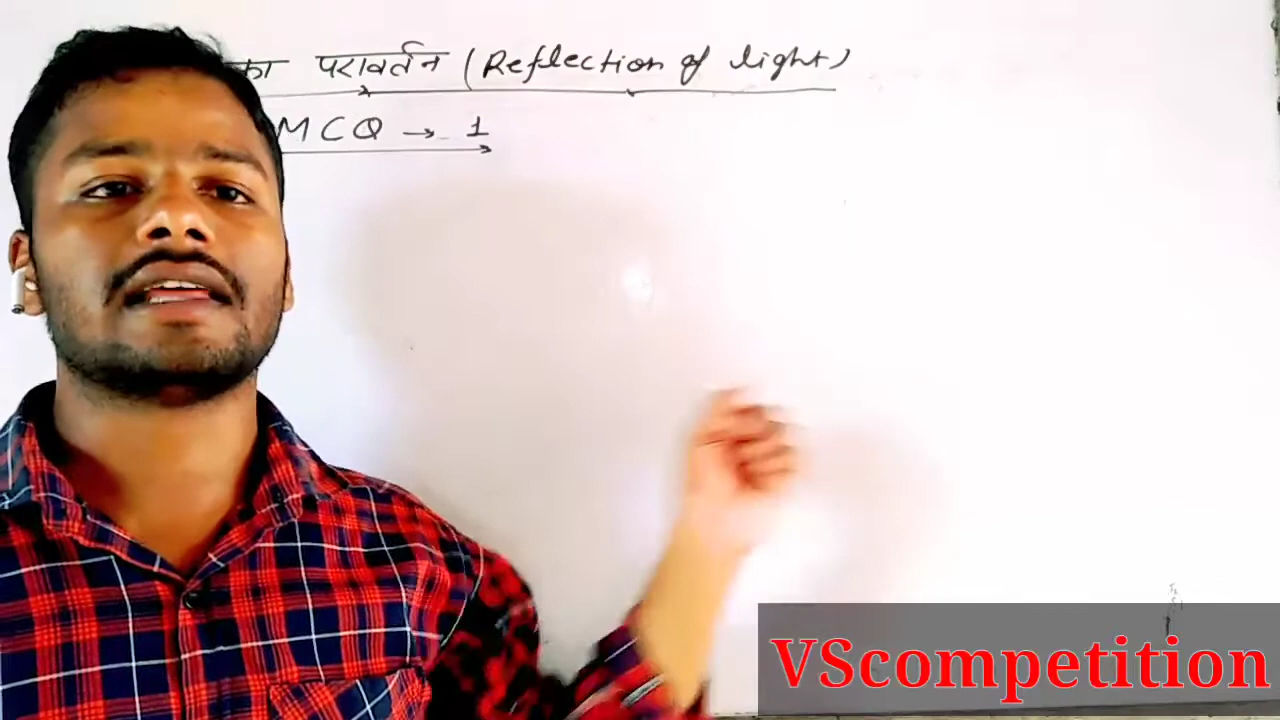 का परावर्तन (Reflection of light)
MCQ → 1
VScompetition